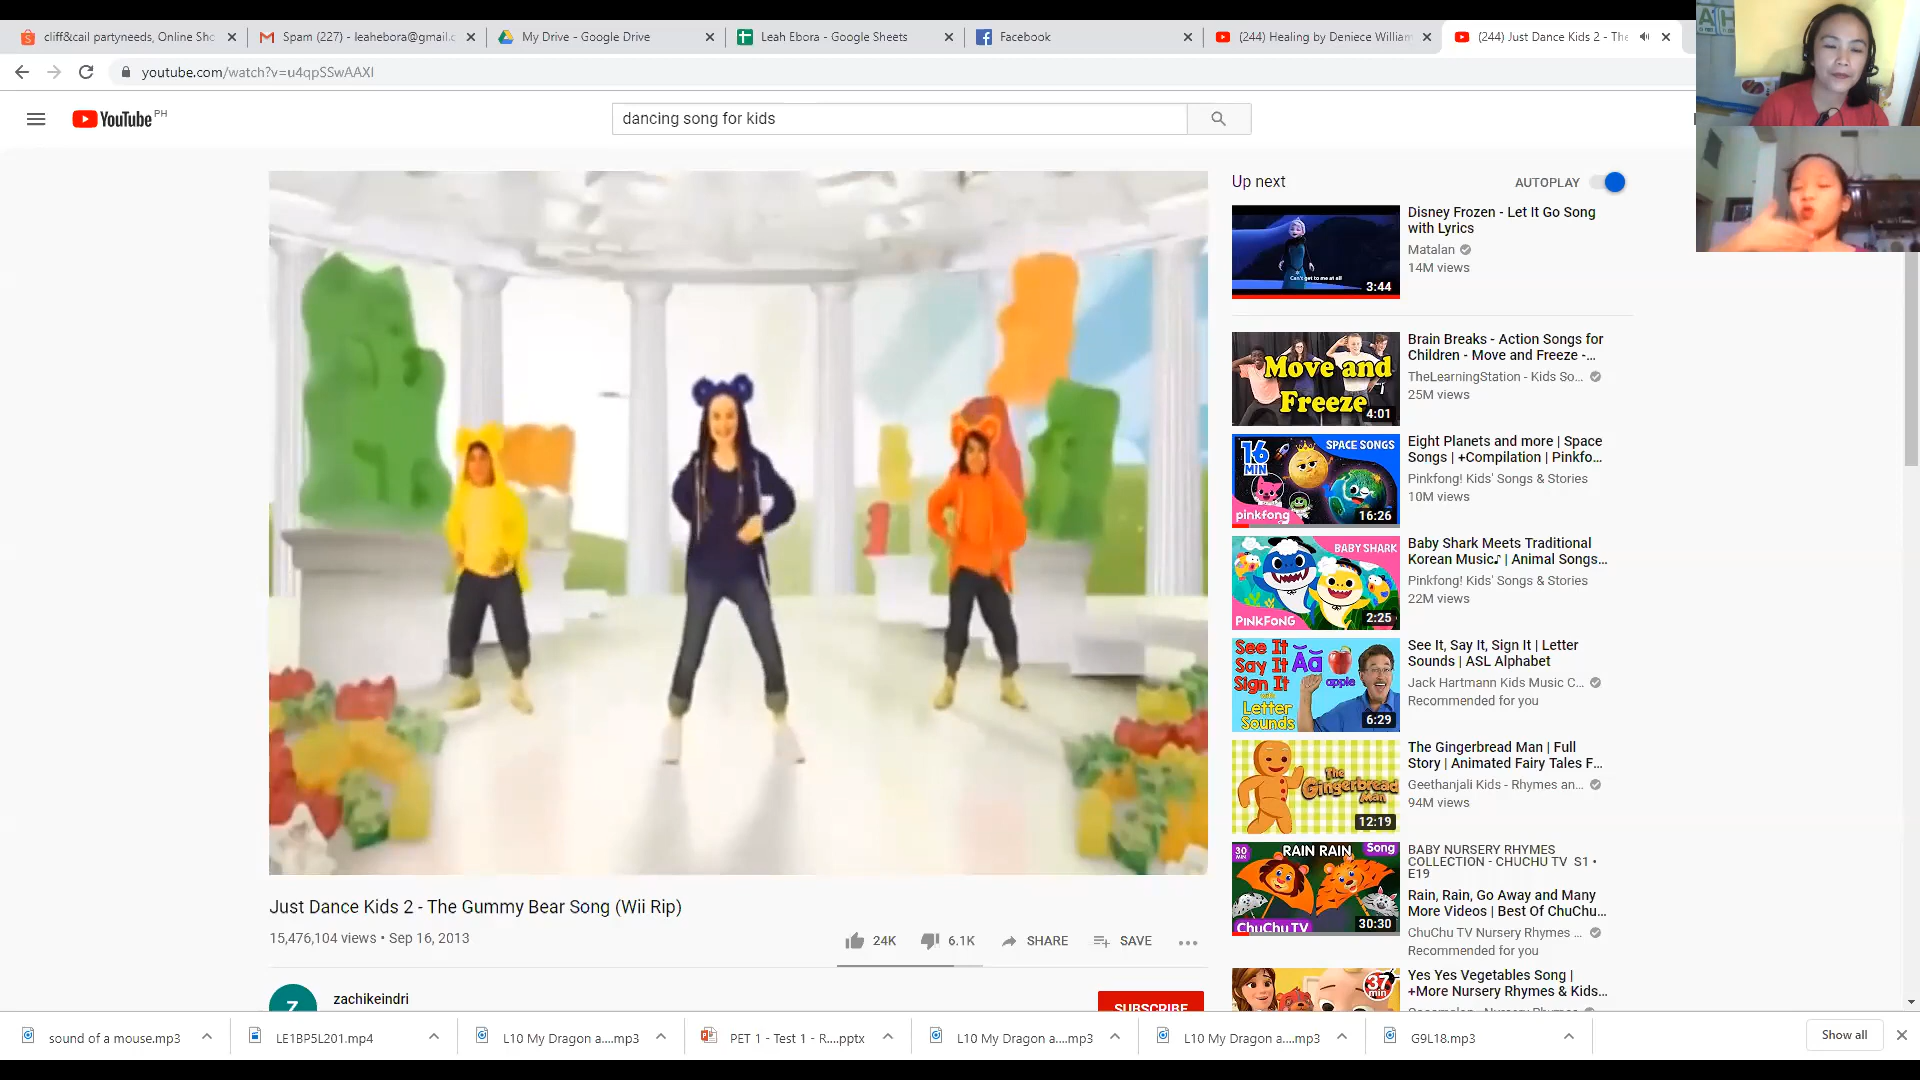 cliff&cail partyneeds, Online Sho
Spam (227) - leahebora@gmail.c
My Drive - Google Drive
Leah Ebora - Google Sheets
Facebook
(244) Healing by Deniece William
(244) Just Dance Kids 2 - The
youtube.com/watch?v=u4qpSSwAAXI
YouTube PH
dancing song for kids
Up next
AUTOPLAY
Can't get to me at all
3:44
Disney Frozen - Let It Go Song
with Lyrics
Matalan
14M views
Move and
Freeze
4:01
Brain Breaks - Action Songs for
Children - Move and Freeze -...
TheLearningStation - Kids So...
25M views
16
MIN
SPACE SONGS
pinkfong
16:26
Eight Planets and more | Space
Songs | +Compilation | Pinkfo...
Pinkfong! Kids' Songs & Stories
10M views
BABY SHARK
PINKFONG
2:25
Baby Shark Meets Traditional
Korean Music♪ | Animal Songs...
Pinkfong! Kids' Songs & Stories
22M views
See It
Say It
Sign It
with
Letter
Sounds
Aă
apple
6:29
See It, Say It, Sign It | Letter
Sounds | ASL Alphabet
Jack Hartmann Kids Music C...
Recommended for you
The
Gingerbread
Man
12:19
The Gingerbread Man | Full
Story | Animated Fairy Tales F...
Geethanjali Kids - Rhymes an...
94M views
30
MIN
RAIN RAIN
Song
ChuChu TV
30:30
BABY NURSERY RHYMES
COLLECTION - CHUCHU TV S1 •
E19
Rain, Rain, Go Away and Many
More Videos | Best Of ChuChu...
ChuChu TV Nursery Rhymes ...
Recommended for you
37
min
Yes Yes Vegetables Song |
+More Nursery Rhymes & Kids...
Just Dance Kids 2 - The Gummy Bear Song (Wii Rip)
15,476,104 views • Sep 16, 2013
24K
6.1K
SHARE
SAVE
Z
zachikeindri
SUBSCRIBE
sound of a mouse.mp3
LE1BP5L201.mp4
L10 My Dragon a....mp3
PET 1 - Test 1 - R....pptx
L10 My Dragon a....mp3
L10 My Dragon a....mp3
G9L18.mp3
Show all